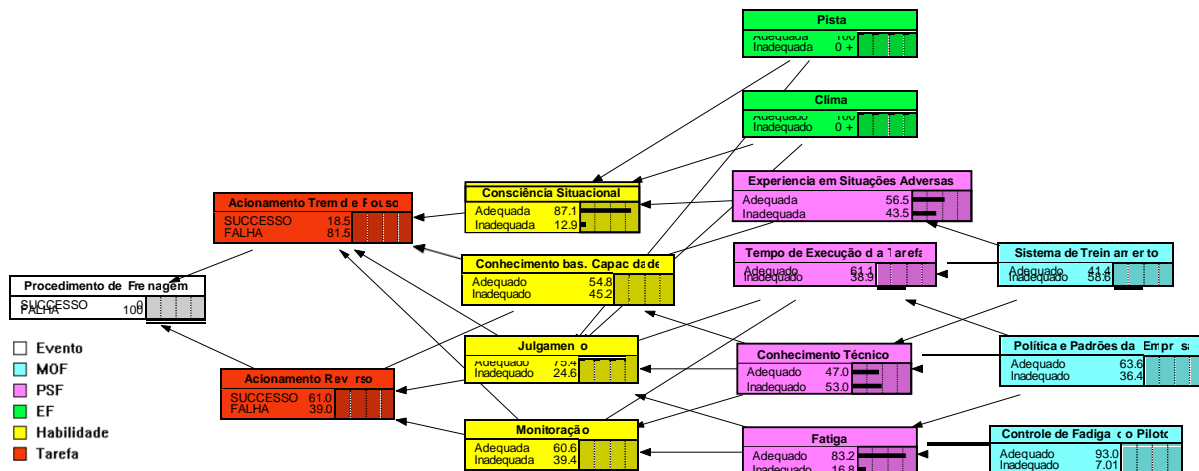 Pista
Adequada 100
Inadequada 0 +
Clima
Adequado 100
Inadequado 0 +
Consciência Situacional
Adequada 87.1
Inadequada 12.9
Experiencia em Situações Adversas
Adequada 56.5
Inadequada 43.5
Acionamento Trem de Pouso
SUCCESSO 18.5
FALHA 81.5
Tempo de Execução da Tarefa
Adequado 61.1
Inadequado 38.9
Sistema de Treinamento
Adequado 41.4
Inadequado 58.6
Conhecimento bas. Capacidade
Adequado 54.8
Inadequado 45.2
Procedimento de Frenagem
SUCCESSO 0
FALHA 100
Julgamen o
Adequado 75.4
Inadequado 24.6
Conhecimento Técnico
Adequado 47.0
Inadequado 53.0
Política e Padrões da Empr sa
Adequado 63.6
Inadequado 36.4
Evento
MOF
PSF
EF
Habilidade
Tarefa
Acionamento Rev rso
SUCCESSO 61.0
FALHA 39.0
Monitoração
Adequada 60.6
Inadequada 39.4
Fatiga
Adequado 83.2
Inadequado 16.8
Controle de Fadiga o Piloto
Adequado 93.0
Inadequado 7.01